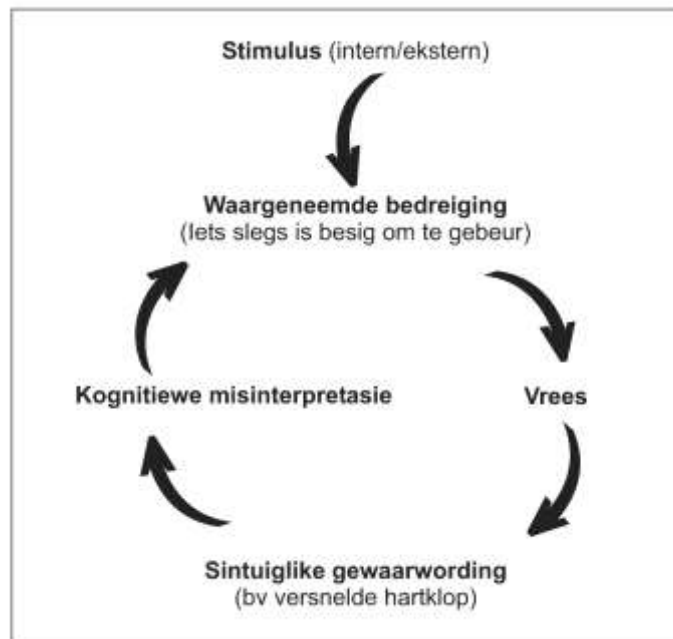 Stimulus (intern/ekstern)
Waargeneemde bedreiging
(Iets slegs is besig om te gebeur)
Kognitiewe misinterpretasie
Vrees
Sintuiglike gewaarwording
(bv versnelde hartklop)